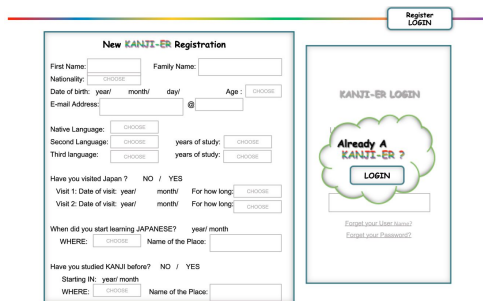 Register
LOGIN
New KANJI-ER Registration
First Name: Family Name:
Nationality: CHOOSE
Date of birth: year/ month/ day/ Age : CHOOSE
E-mail Address: @
Native Language: CHOOSE
Second Language: CHOOSE years of study: CHOOSE
Third language: CHOOSE years of study: CHOOSE
Have you visited Japan ? NO / YES
Visit 1: Date of visit: year/ month/ For how long: CHOOSE
Visit 2: Date of visit: year/ month/ For how long: CHOOSE
When did you start learning JAPANESE? year/ month
WHERE: CHOOSE Name of the Place:
Have you studied KANJI before? NO / YES
Starting IN: year/ month
WHERE: CHOOSE Name of the Place:
KANJI-ER LOGIN
Already A
KANJI-ER ?
LOGIN
Forget your User Name?
Forget your Password?